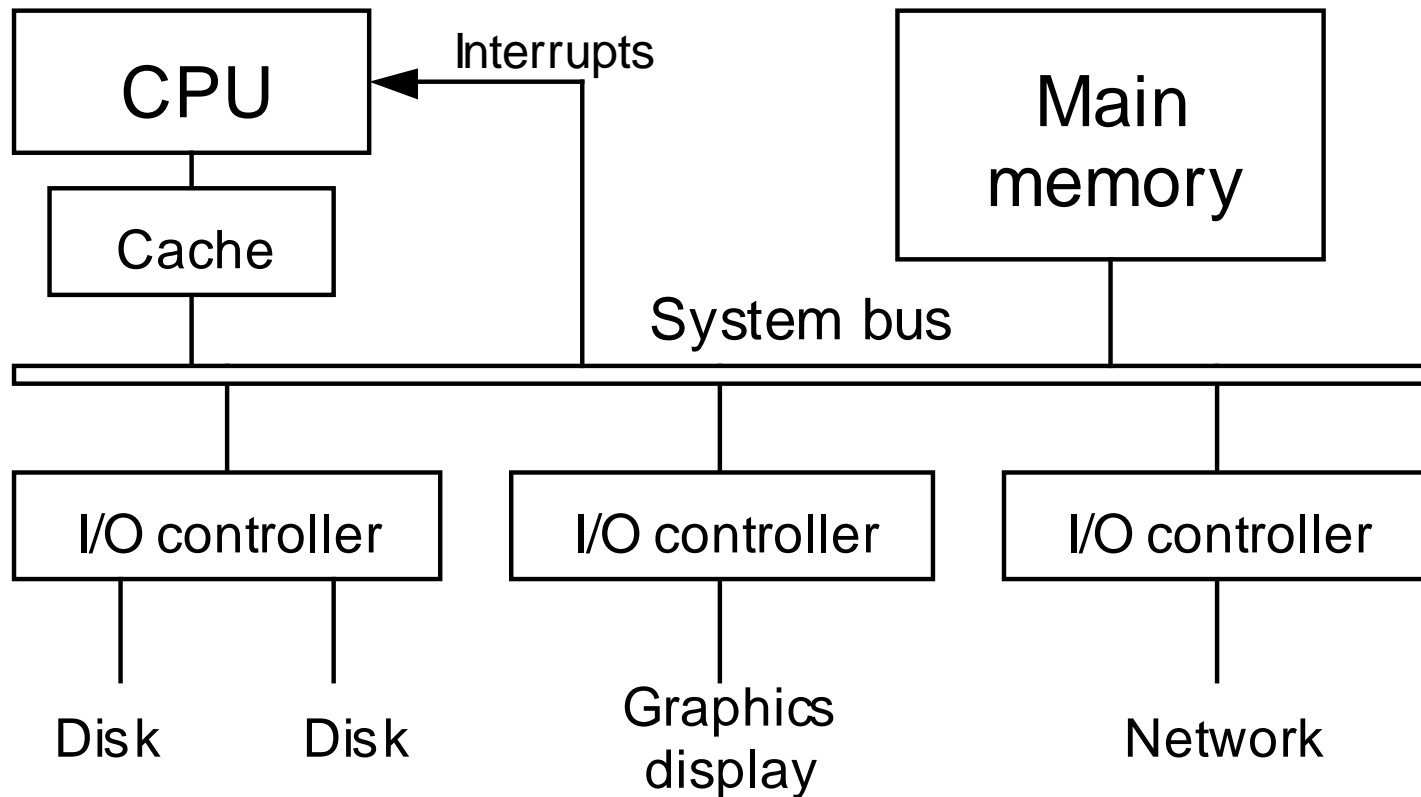 CPU
Interrupts
Main
memory
Cache
System bus
I/O controller
I/O controller
I/O controller
Disk
Disk
Graphics
display
Network